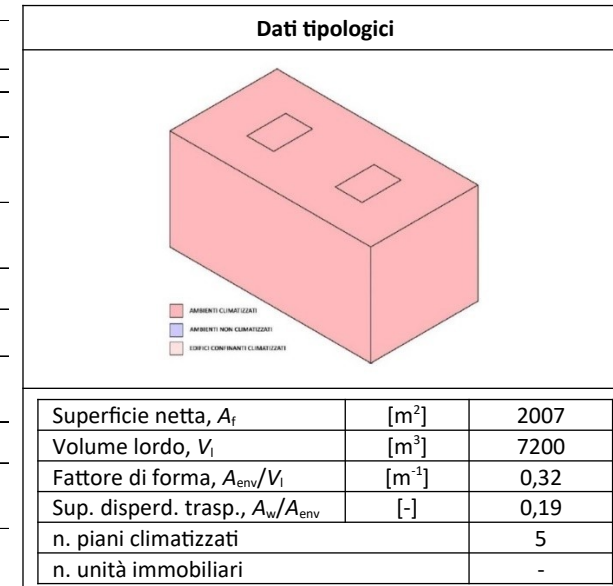 Dati tipologici
AMBIENTI CLIMATIZZATI
AMBIENTI NON CLIMATIZZATI
EDIFICI CONFINANTI CLIMATIZZATI
Superficie netta, Af [m2] 2007
Volume lordo, Vl [m3] 7200
Fattore di forma, Aenv/Vl [m-1] 0,32
Sup. disperd. trasp., Aw/Aenv [-] 0,19
n. piani climatizzati 5
n. unità immobiliari -